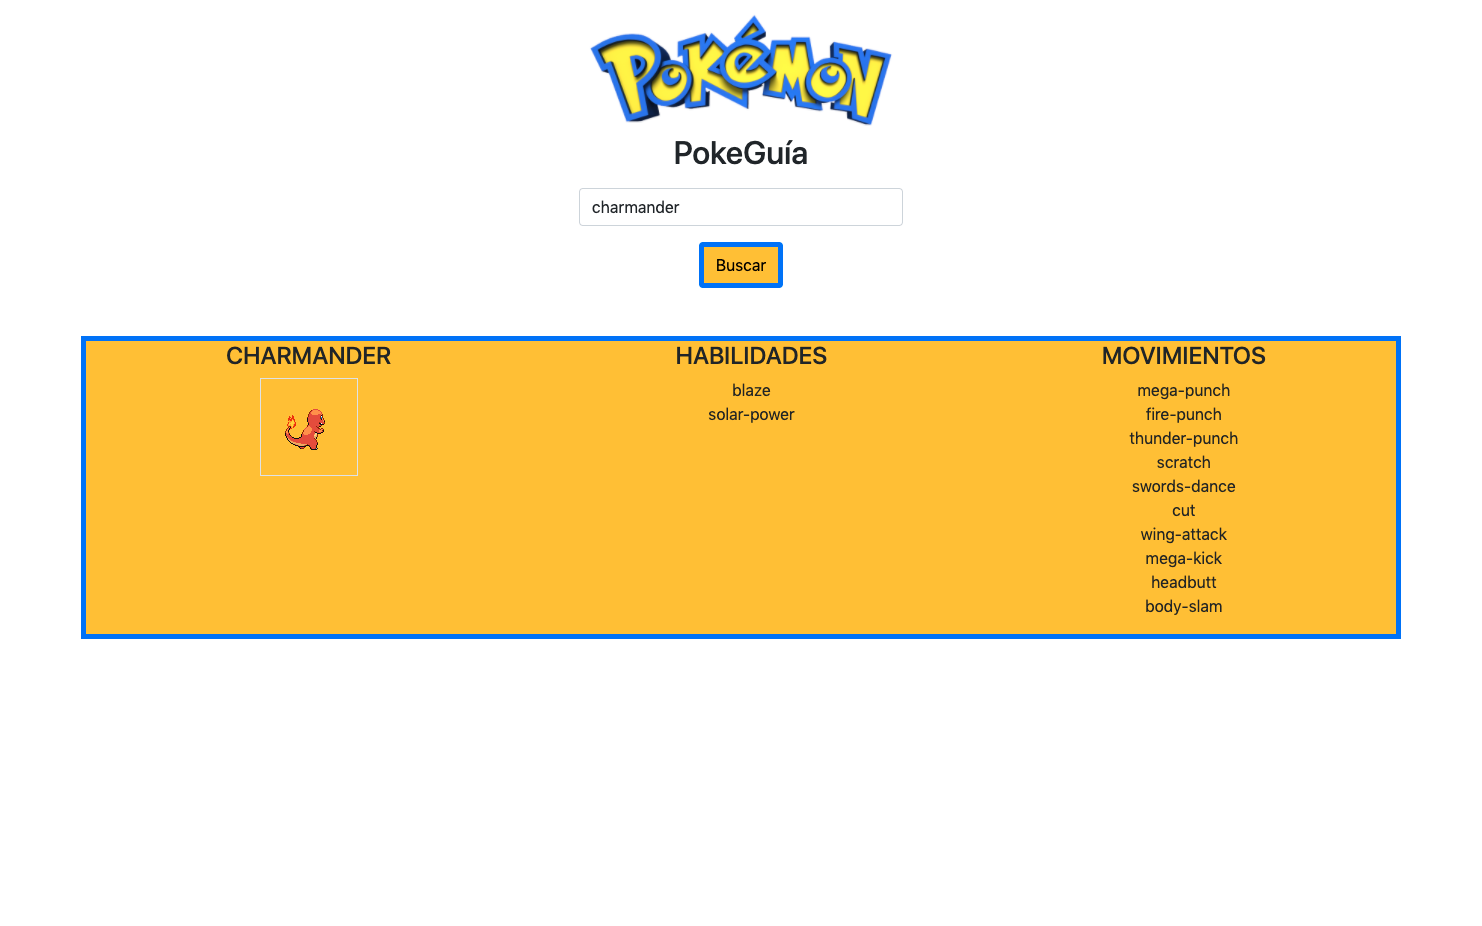 POKéMON
PokeGuía
charmander
Buscar
CHARMANDER
HABILIDADES
blaze
solar-power
MOVIMIENTOS
mega-punch
fire-punch
thunder-punch
scratch
swords-dance
cut
wing-attack
mega-kick
headbutt
body-slam